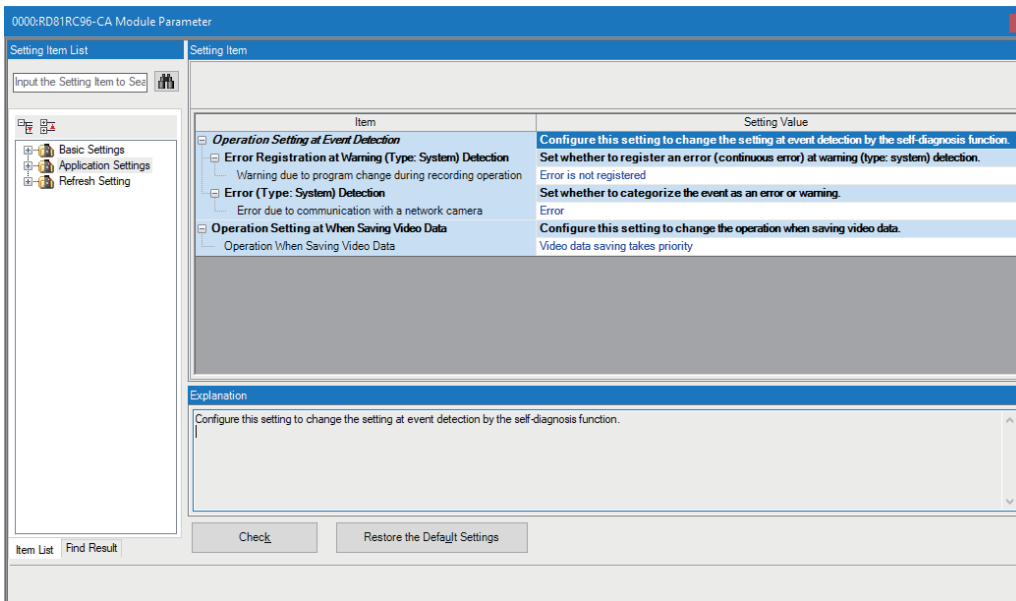 0000:RD81RC96-CA Module Parameter
Setting Item List
Setting Item
Input the Setting Item to Sea
Basic Settings
Application Settings
Refresh Setting
Item List
Find Result
Item
Setting Value
Operation Setting at Event Detection
Configure this setting to change the setting at event detection by the self-diagnosis function.
Error Registration at Warning (Type: System) Detection
Set whether to register an error (continuous error) at warning (type: system) detection.
Warning due to program change during recording operation
Error is not registered
Error (Type: System) Detection
Set whether to categorize the event as an error or warning.
Error due to communication with a network camera
Error
Operation Setting at When Saving Video Data
Configure this setting to change the operation when saving video data.
Operation When Saving Video Data
Video data saving takes priority
Explanation
Configure this setting to change the setting at event detection by the self-diagnosis function.
Check
Restore the Default Settings